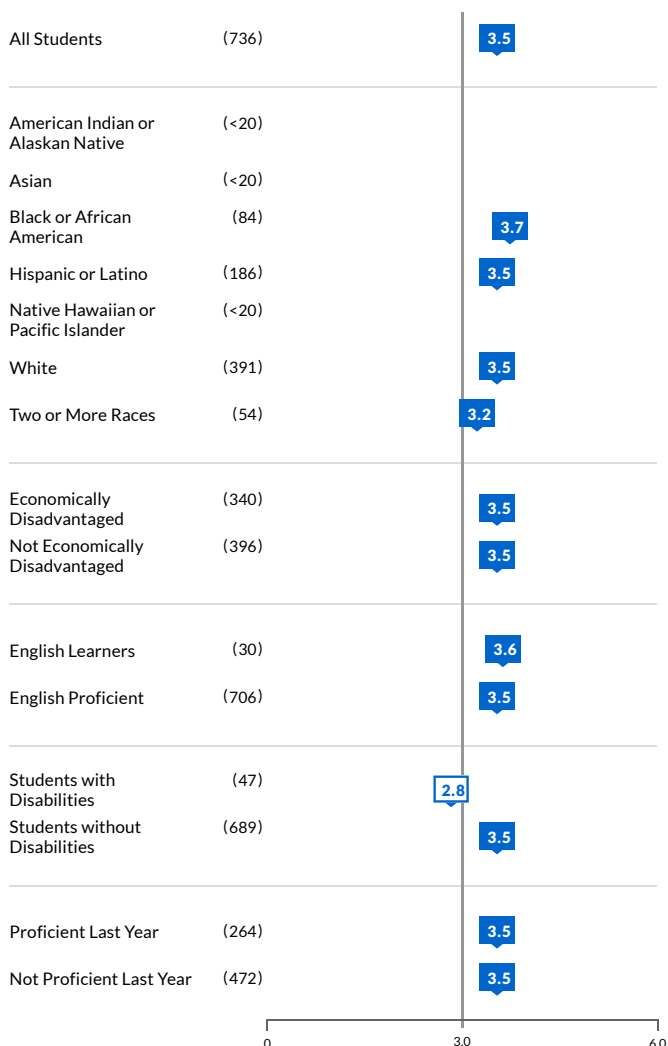 All Students (736) 3.5
American Indian or (<20)
Alaskan Native
Asian (<20)
Black or African (84) 3.7
American
Hispanic or Latino (186) 3.5
Native Hawaiian or (<20)
Pacific Islander
White (391) 3.5
Two or More Races (54) 3.2
Economically (340) 3.5
Disadvantaged
Not Economically (396) 3.5
Disadvantaged
English Learners (30) 3.6
English Proficient (706) 3.5
Students with (47) 2.8
Disabilities
Students without (689) 3.5
Disabilities
Proficient Last Year (264) 3.5
Not Proficient Last Year (472) 3.5
0 3.0 6.0